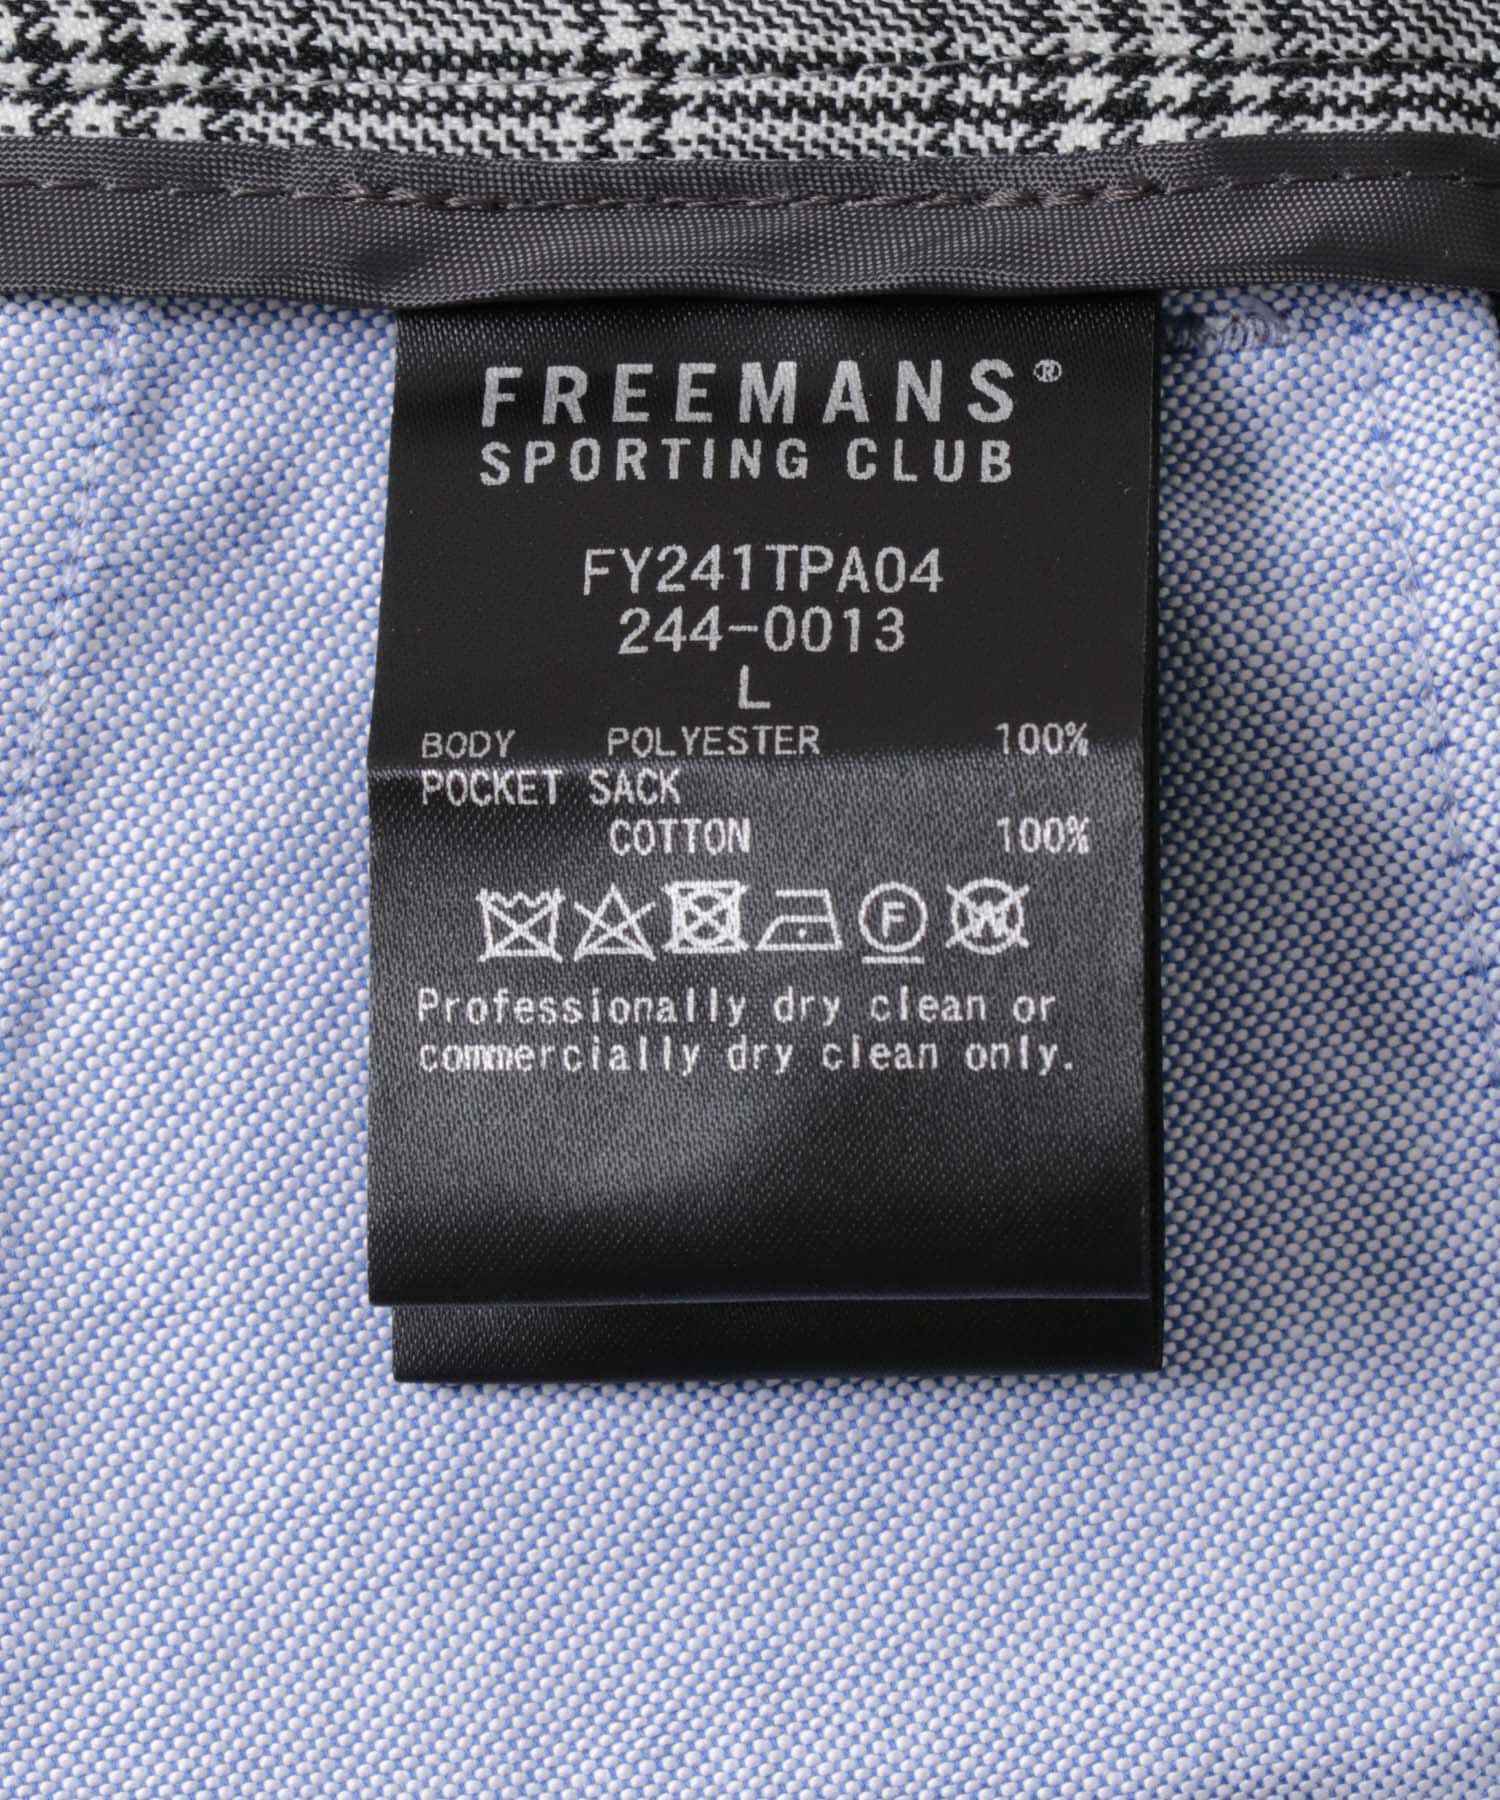 FREEMANS®
SPORTING CLUB
FY241TPA04
244-0013
L
BODY POLYESTER 100%
POCKET SACK
COTTON 100%
F W
Professionally dry clean or
commercially dry clean only.